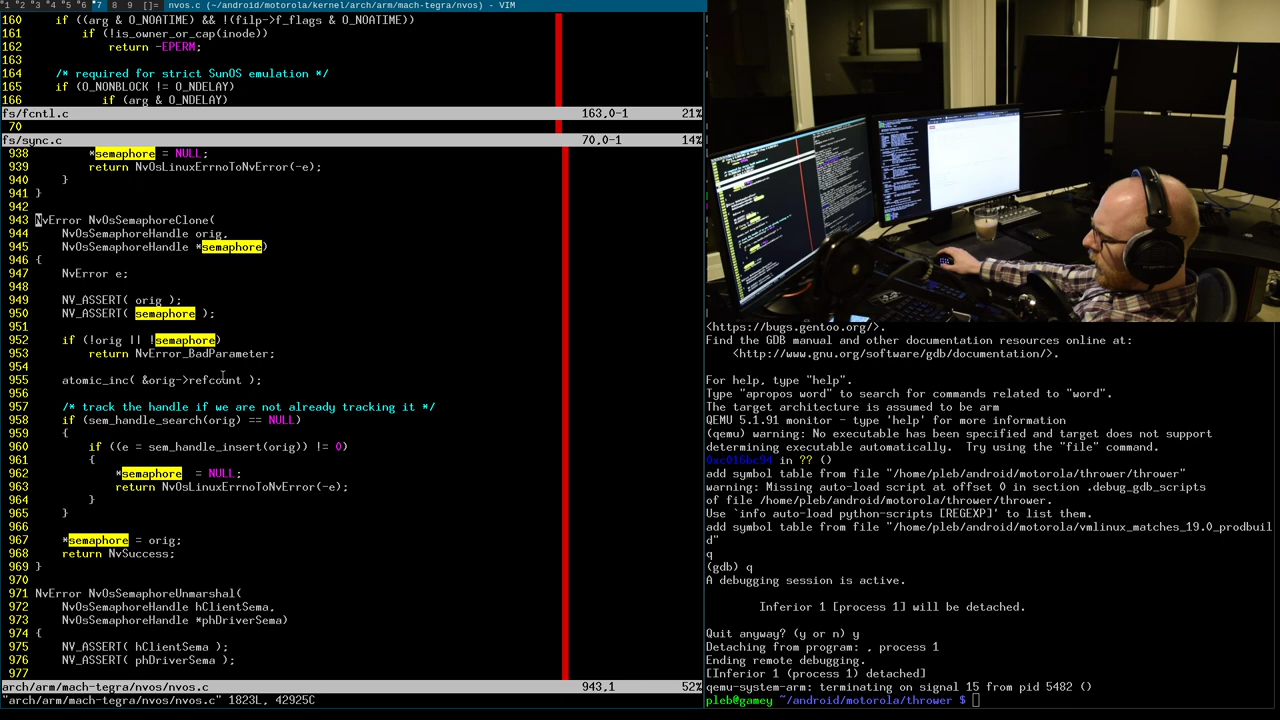 1 2 3 4 5 6 7 8 9 []= nvos.c (~/android/motorola/kernel/arch/arm/mach-tegra/nvos) - VIM
160     if ((arg & O_NOATIME) && !(filp->f_flags & O_NOATIME))
161         if (!is_owner_or_cap(inode))
162             return -EPERM;
163
164     /* required for strict SunOS emulation */
165     if (O_NONBLOCK != O_NDELAY)
166            if (arg & O_NDELAY)
fs/fcntl.c 163,0-1 21%
70
fs/sync.c 70,0-1 14%
938         *semaphore = NULL;
939         return NvOsLinuxErrnoToNvError(-e);
940     }
941 }
942
943 NvError NvOsSemaphoreClone(
944     NvOsSemaphoreHandle orig,
945     NvOsSemaphoreHandle *semaphore)
946 {
947     NvError e;
948
949     NV_ASSERT( orig );
950     NV_ASSERT( semaphore );
951
952     if (!orig || !semaphore)
953         return NvError_BadParameter;
954
955     atomic_inc( &orig->refcount );
956
957     /* track the handle if we are not already tracking it */
958     if (sem_handle_search(orig) == NULL)
959     {
960         if ((e = sem_handle_insert(orig)) != 0)
961         {
962             *semaphore  = NULL;
963             return NvOsLinuxErrnoToNvError(-e);
964         }
965     }
966
967     *semaphore = orig;
968     return NvSuccess;
969 }
970
971 NvError NvOsSemaphoreUnmarshal(
972     NvOsSemaphoreHandle hClientSema,
973     NvOsSemaphoreHandle *phDriverSema)
974 {
975     NV_ASSERT( hClientSema );
976     NV_ASSERT( phDriverSema );
977
arch/arm/mach-tegra/nvos/nvos.c 943,1 52%
"arch/arm/mach-tegra/nvos/nvos.c" 1823L, 42925C
<https://bugs.gentoo.org/>.
Find the GDB manual and other documentation resources online at:
    <http://www.gnu.org/software/gdb/documentation/>.

For help, type "help".
Type "apropos word" to search for commands related to "word".
The target architecture is assumed to be arm
QEMU 5.1.91 monitor - type 'help' for more information
(qemu) warning: No executable has been specified and target does not support
determining executable automatically.  Try using the "file" command.
0xc016bc94 in ?? ()
add symbol table from file "/home/pleb/android/motorola/thrower/thrower"
warning: Missing auto-load script at offset 0 in section .debug_gdb_scripts
of file /home/pleb/android/motorola/thrower/thrower.
Use `info auto-load python-scripts [REGEXP]' to list them.
add symbol table from file "/home/pleb/android/motorola/vmlinux_matches_19.0_prodbuil
d"
q
(gdb) q
A debugging session is active.

        Inferior 1 [process 1] will be detached.

Quit anyway? (y or n) y
Detaching from program: , process 1
Ending remote debugging.
[Inferior 1 (process 1) detached]
qemu-system-arm: terminating on signal 15 from pid 5482 ()
pleb@gamey ~/android/motorola/thrower $